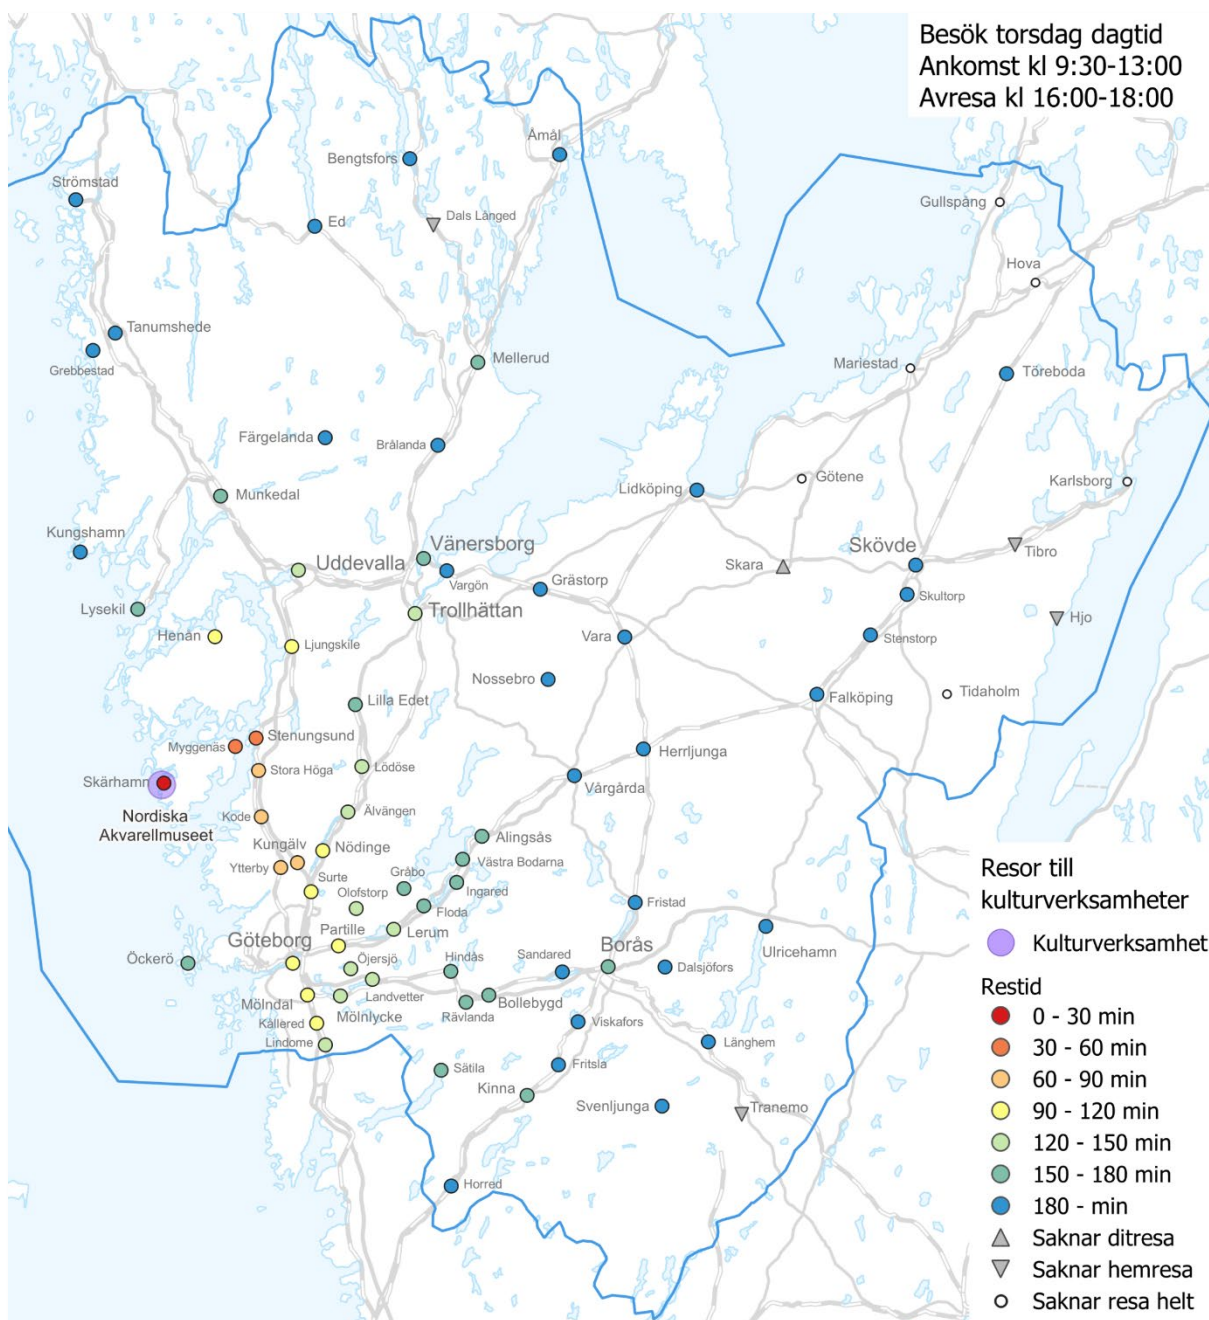 Besök torsdag dagtid
Ankomst kl 9:30-13:00
Avresa kl 16:00-18:00
Åmål
Bengtsfors
Strömstad
Gullspång
Dals Långed
Ed
Hova
Tanumshede
Grebbestad
Mellerud
Mariestad
Töreboda
Färgelanda
Brålanda
Lidköping
Götene
Karlsborg
Munkedal
Kungshamn
Vänersborg
Skövde
Tibro
Uddevalla
Vargön
Grästorp
Skara
Skultorp
Lysekil
Trollhättan
Hjo
Henån
Ljungskile
Vara
Stenstorp
Nossebro
Tidaholm
Falköping
Lilla Edet
Stenungsund
Myggenäs
Herrljunga
Stora Höga
Lödöse
Skärhamn
Vårgårda
Nordiska
Akvarellmuseet
Kode
Älvängen
Alingsås
Kungälv
Nödinge
Västra Bodarna
Ytterby
Surte
Gråbo
Ingared
Olofstorp
Fristad
Floda
Partille
Lerum
Göteborg
Borås
Ulricehamn
Öckerö
Öjersjö
Hindås
Sandared
Dalsjöfors
Landvetter
Mölndal
Mölnlycke
Rävlanda
Bollebygd
Kållered
Viskafors
Lindome
Länghem
Sätila
Fritsla
Kinna
Svenljunga
Tranemo
Horred
Resor till
kulturverksamheter
Kulturverksamhet
Restid
0 - 30 min
30 - 60 min
60 - 90 min
90 - 120 min
120 - 150 min
150 - 180 min
180 - min
Saknar ditresa
Saknar hemresa
Saknar resa helt